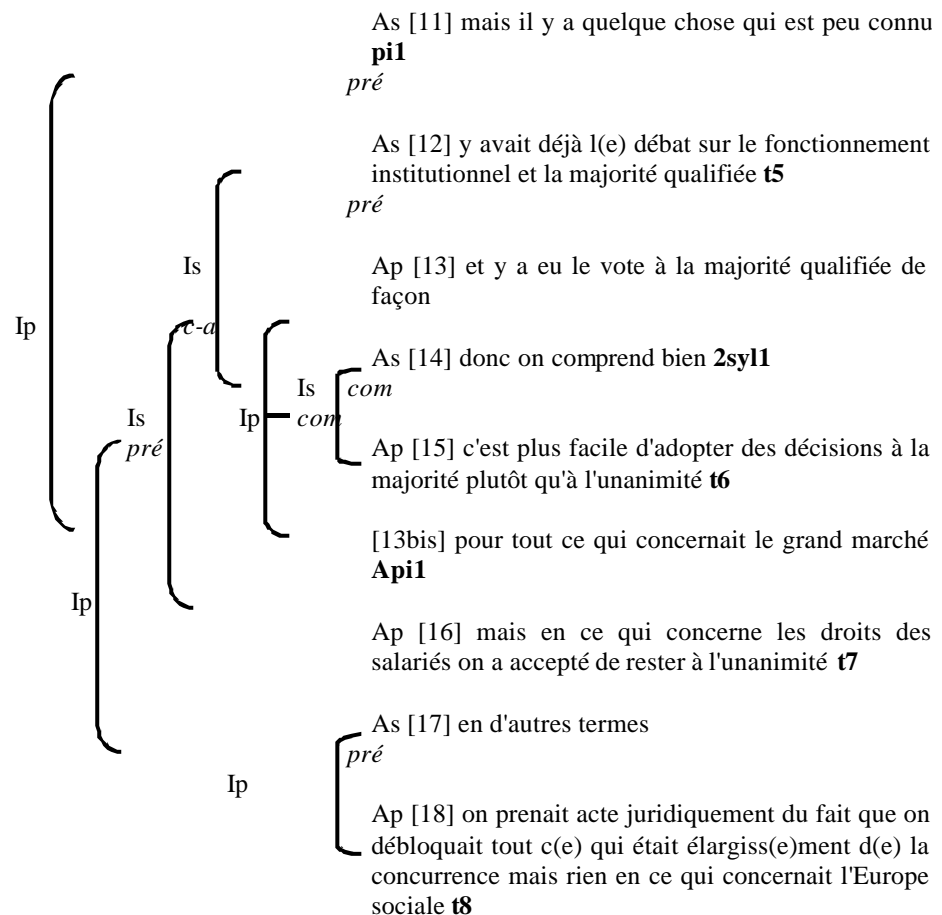 As [11] mais il y a quelque chose qui est peu connu
pi1
pré
As [12] y avait déjà l(e) débat sur le fonctionnement
institutionnel et la majorité qualifiée t5
pré
Is
Ap [13] et y a eu le vote à la majorité qualifiée de
façon
Ip
c-a
As [14] donc on comprend bien 2syl1
Is com
Is Ip com
pré
Ap [15] c'est plus facile d'adopter des décisions à la
majorité plutôt qu'à l'unanimité t6
[13bis] pour tout ce qui concernait le grand marché
Api1
Ip
Ap [16] mais en ce qui concerne les droits des
salariés on a accepté de rester à l'unanimité t7
As [17] en d'autres termes
pré
Ip
Ap [18] on prenait acte juridiquement du fait que on
débloquait tout c(e) qui était élargiss(e)ment d(e) la
concurrence mais rien en ce qui concernait l'Europe
sociale t8